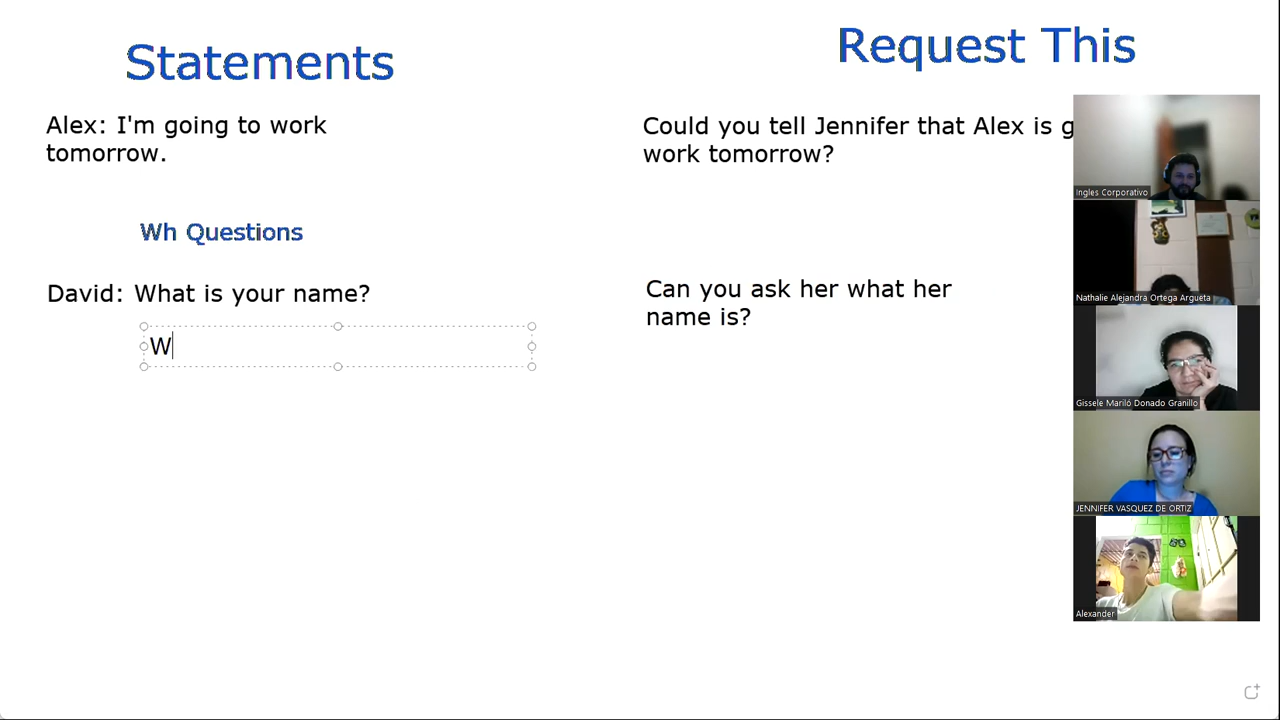 Statements
Request This
Alex: I'm going to work
tomorrow.
Could you tell Jennifer that Alex is g
work tomorrow?
Wh Questions
David: What is your name?
Can you ask her what her
name is?
W
Ingles Corporativo
Nathalie Alejandra Ortega Argueta
Gissele Mariló Donado Granillo
JENNIFER VASQUEZ DE ORTIZ
Alexander